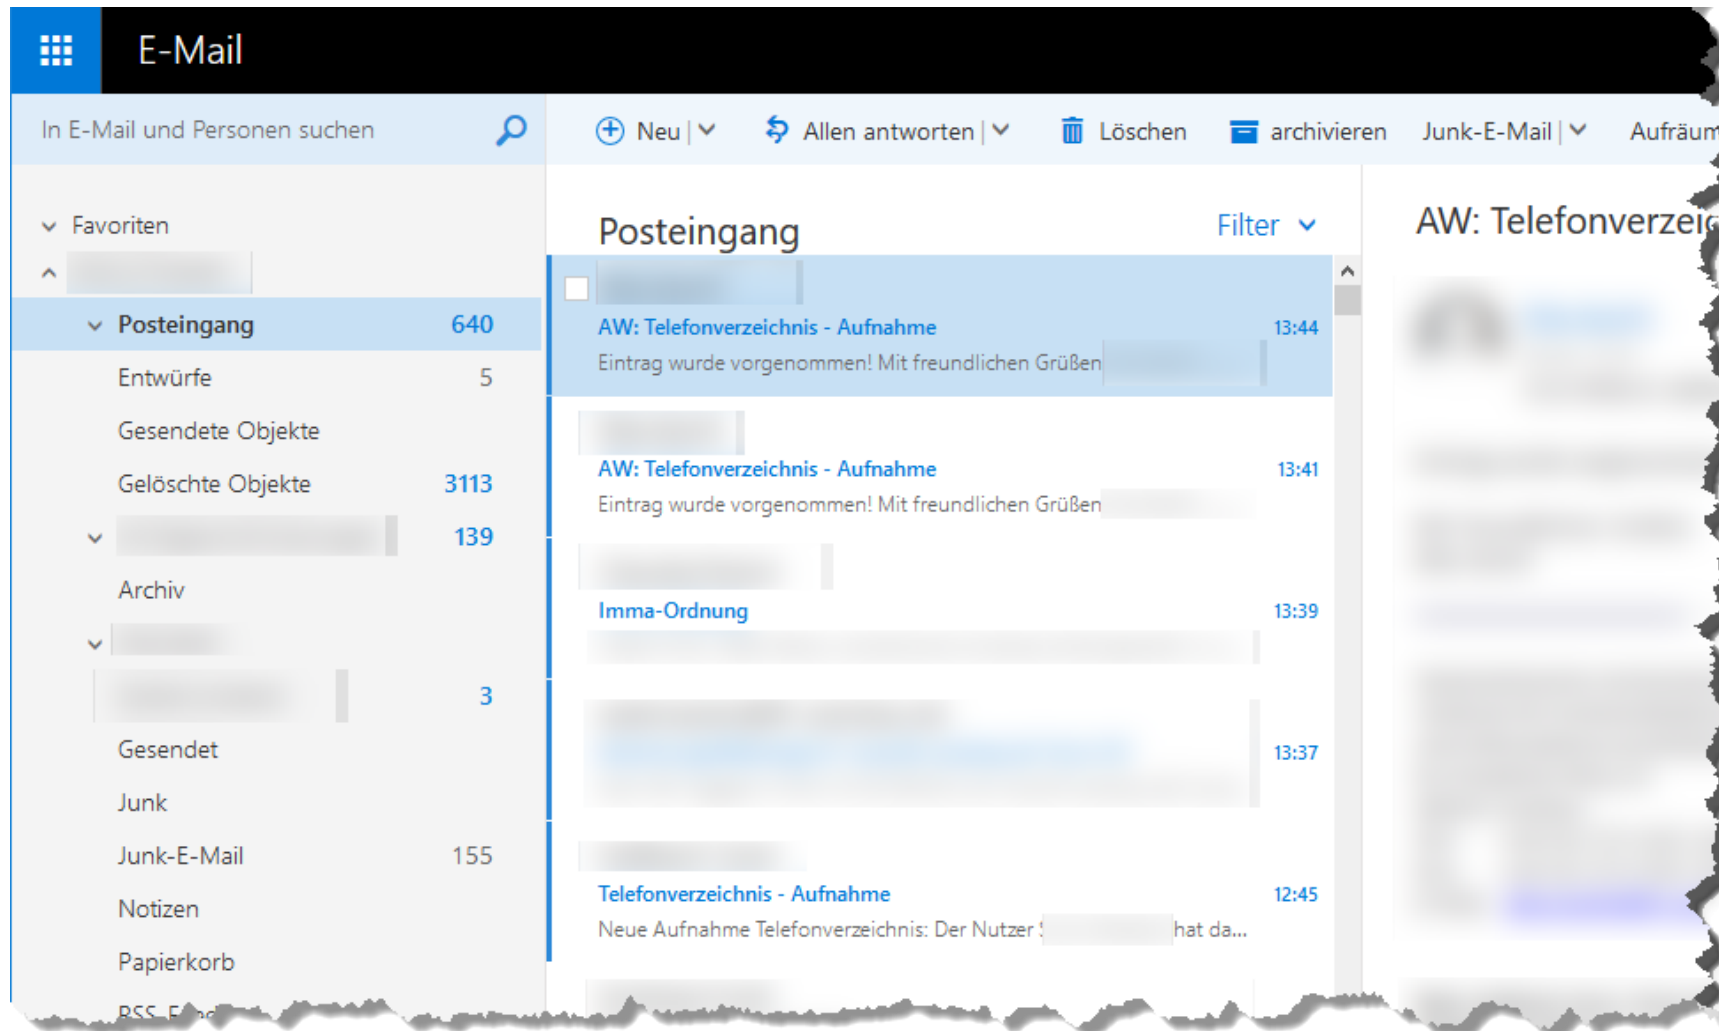 E-Mail
In E-Mail und Personen suchen
Neu | Allen antworten | Löschen archivieren Junk-E-Mail | Aufräum
Favoriten
Posteingang 640
Entwürfe 5
Gesendete Objekte
Gelöschte Objekte 3113
139
Archiv
3
Gesendet
Junk
Junk-E-Mail 155
Notizen
Papierkorb
Posteingang Filter
AW: Telefonverzeichnis - Aufnahme 13:44
Eintrag wurde vorgenommen! Mit freundlichen Grüßen
AW: Telefonverzeichnis - Aufnahme 13:41
Eintrag wurde vorgenommen! Mit freundlichen Grüßen
Imma-Ordnung 13:39
13:37
Telefonverzeichnis - Aufnahme 12:45
Neue Aufnahme Telefonverzeichnis: Der Nutzer S hat da...
AW: Telefonverzeic